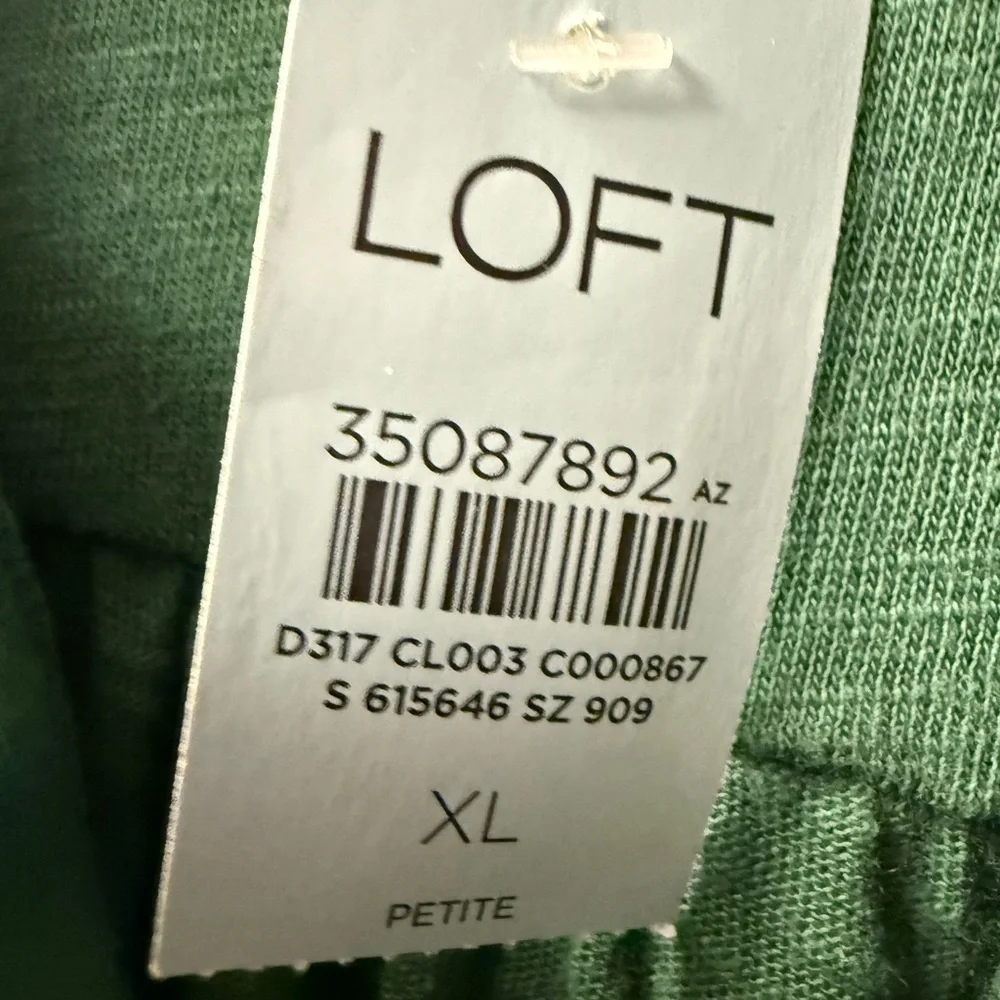 LOFT
35087892 AZ
D317 CL003 C000867
S 615646 SZ 909
XL
PETITE